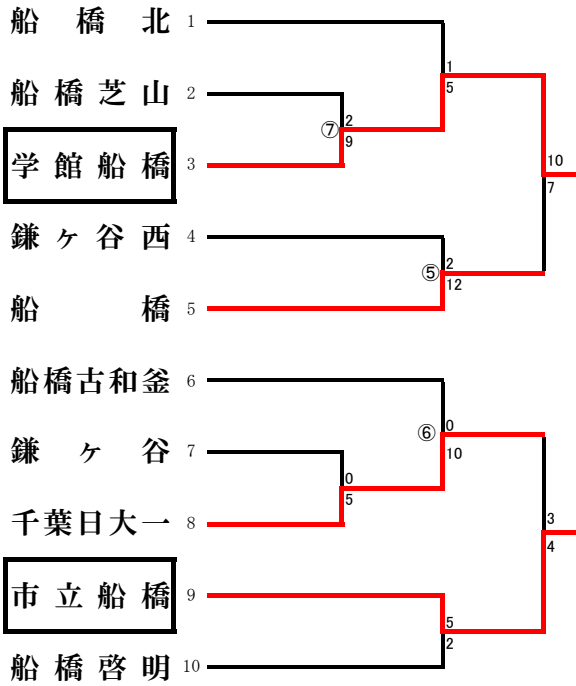 船橋北 1
1
5
船橋芝山 2
⑦ 2
9
10
7
学館船橋 3
鎌ヶ谷西 4
⑤ 2
12
船橋 5
船橋古和釜 6
⑥ 0
10
鎌ヶ谷 7
0
5
千葉日大一 8
3
4
市立船橋 9
5
2
船橋啓明 10